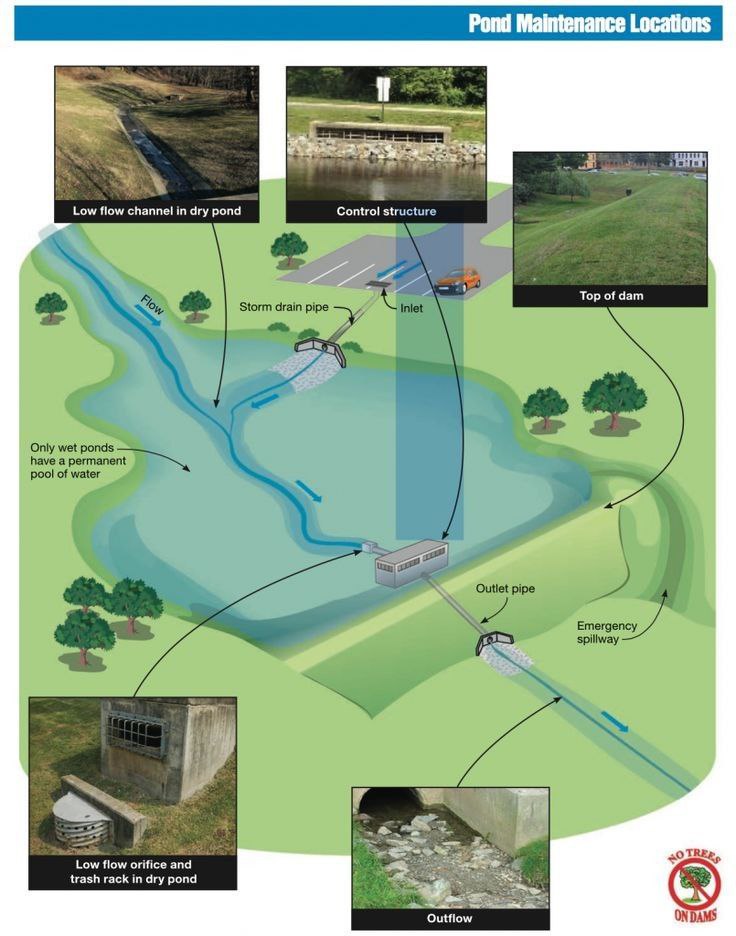 Pond Maintenance Locations
Low flow channel in dry pond
Control structure
Top of dam
Flow
Storm drain pipe
Inlet
Only wet ponds
have a permanent
pool of water
Outlet pipe
Emergency
spillway
Low flow orifice and
trash rack in dry pond
Outflow
NO TREES
ON DAMS